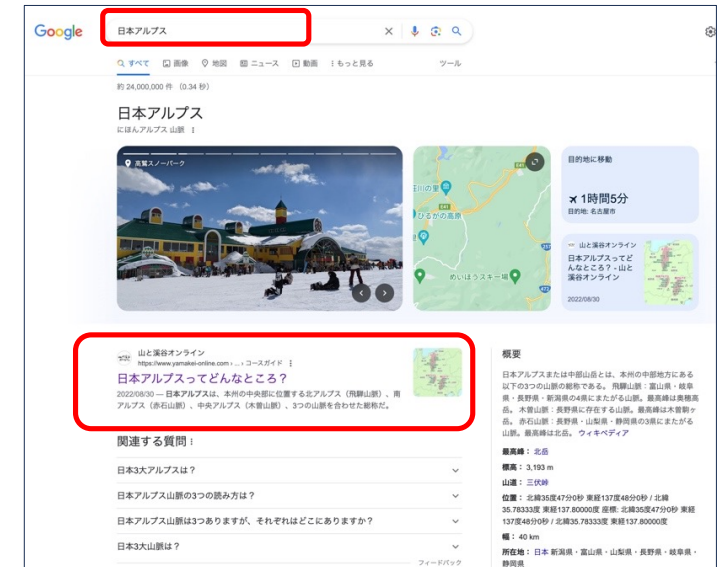 Google
日本アルプス
すべて 画像 地図 ニュース 動画 もっと見る ツール
約 24,000,000 件 （0.34 秒）
日本アルプス
にほんアルプス 山脈
高鷲スノーパーク
荘川の里
ひるがの高原
めいほうスキー場
E41
E41
目的地に移動
1時間5分
目的地: 名古屋市
山と溪谷オンライン
日本アルプスってど
んなところ？ - 山と
溪谷オンライン
2022/08/30
山と溪谷オンライン
https://www.yamakei-online.com › ... › コースガイド
日本アルプスってどんなところ？
2022/08/30 — 日本アルプスは、本州の中央部に位置する北アルプス（飛騨山脈）、南
アルプス（赤石山脈）、中央アルプス（木曽山脈）、3つの山脈を合わせた総称だ。
関連する質問
日本3大アルプスは？
日本アルプス山脈の3つの読み方は？
日本アルプス山脈は3つありますが、それぞれはどこにありますか？
日本3大山脈は？
フィードバック
概要
日本アルプスまたは中部山岳とは、本州の中部地方にある
以下の3つの山脈の総称である。 飛騨山脈：富山県・岐阜
県・長野県・新潟県の4県にまたがる山脈。最高峰は奥穂高
岳。 木曽山脈：長野県に存在する山脈。最高峰は木曽駒ヶ
岳。 赤石山脈：長野県・山梨県・静岡県の3県にまたがる
山脈。最高峰は北岳。 ウィキペディア
最高峰： 北岳
標高： 3,193 m
山道： 三伏峠
位置： 北緯35度47分0秒 東経137度48分0秒 / 北緯
35.78333度 東経137.80000度 座標: 北緯35度47分0秒 東経
137度48分0秒 / 北緯35.78333度 東経137.80000度
幅： 40 km
所在地： 日本 新潟県・富山県・山梨県・長野県・岐阜県・
静岡県